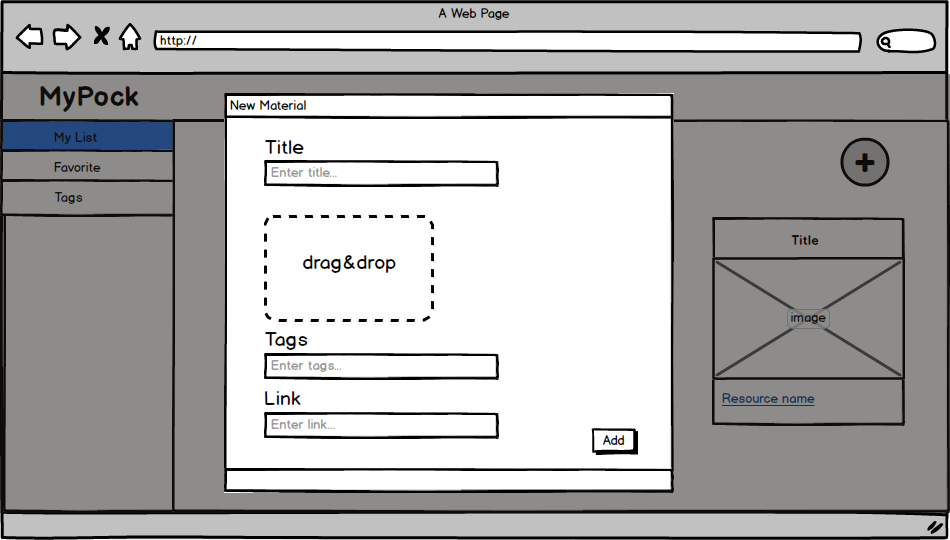 A Web Page
http://
MyPock
New Material
My List
Favorite
Tags
Title
Enter title...
drag&drop
Tags
Enter tags...
Link
Enter link...
Add
Title
image
Resource name